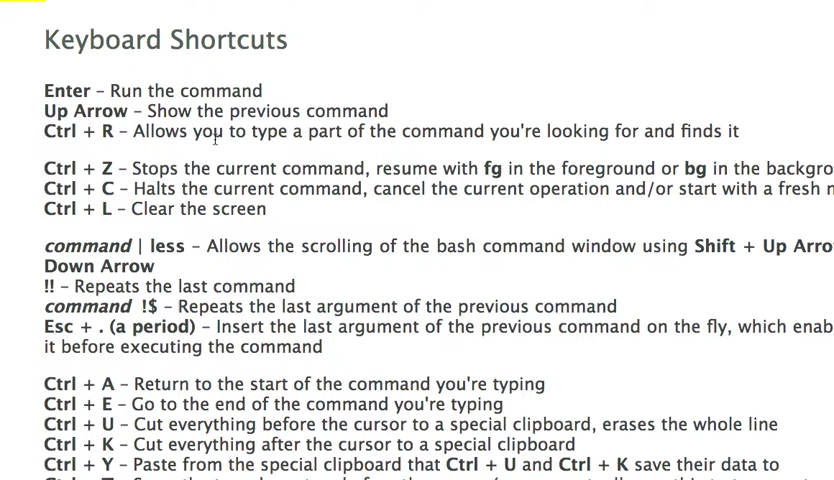 Keyboard Shortcuts
Enter – Run the command
Up Arrow – Show the previous command
Ctrl + R – Allows you to type a part of the command you're looking for and finds it
Ctrl + Z – Stops the current command, resume with fg in the foreground or bg in the backgro
Ctrl + C – Halts the current command, cancel the current operation and/or start with a fresh
Ctrl + L – Clear the screen
command | less – Allows the scrolling of the bash command window using Shift + Up Arro
Down Arrow
!! – Repeats the last command
command !$ – Repeats the last argument of the previous command
Esc + . (a period) – Insert the last argument of the previous command on the fly, which enab
it before executing the command
Ctrl + A – Return to the start of the command you're typing
Ctrl + E – Go to the end of the command you're typing
Ctrl + U – Cut everything before the cursor to a special clipboard, erases the whole line
Ctrl + K – Cut everything after the cursor to a special clipboard
Ctrl + Y – Paste from the special clipboard that Ctrl + U and Ctrl + K save their data to